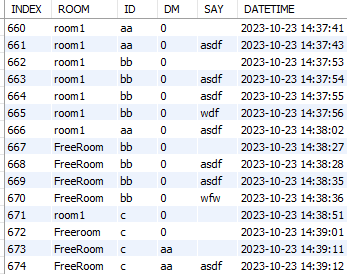 INDEX ROOM ID DM SAY DATETIME
660 room1 aa 0 2023-10-23 14:37:41
661 room1 aa 0 asdf 2023-10-23 14:37:43
662 room1 bb 0 2023-10-23 14:37:53
663 room1 bb 0 asdf 2023-10-23 14:37:54
664 room1 bb 0 asdf 2023-10-23 14:37:55
665 room1 bb 0 wdf 2023-10-23 14:37:56
666 room1 aa 0 asdf 2023-10-23 14:38:02
667 FreeRoom bb 0 2023-10-23 14:38:27
668 FreeRoom bb 0 asdf 2023-10-23 14:38:28
669 FreeRoom bb 0 asdf 2023-10-23 14:38:35
670 FreeRoom bb 0 wfw 2023-10-23 14:38:36
671 room1 c 0 2023-10-23 14:38:51
672 Freeroom c 0 2023-10-23 14:39:01
673 FreeRoom c aa 2023-10-23 14:39:11
674 FreeRoom c aa asdf 2023-10-23 14:39:12